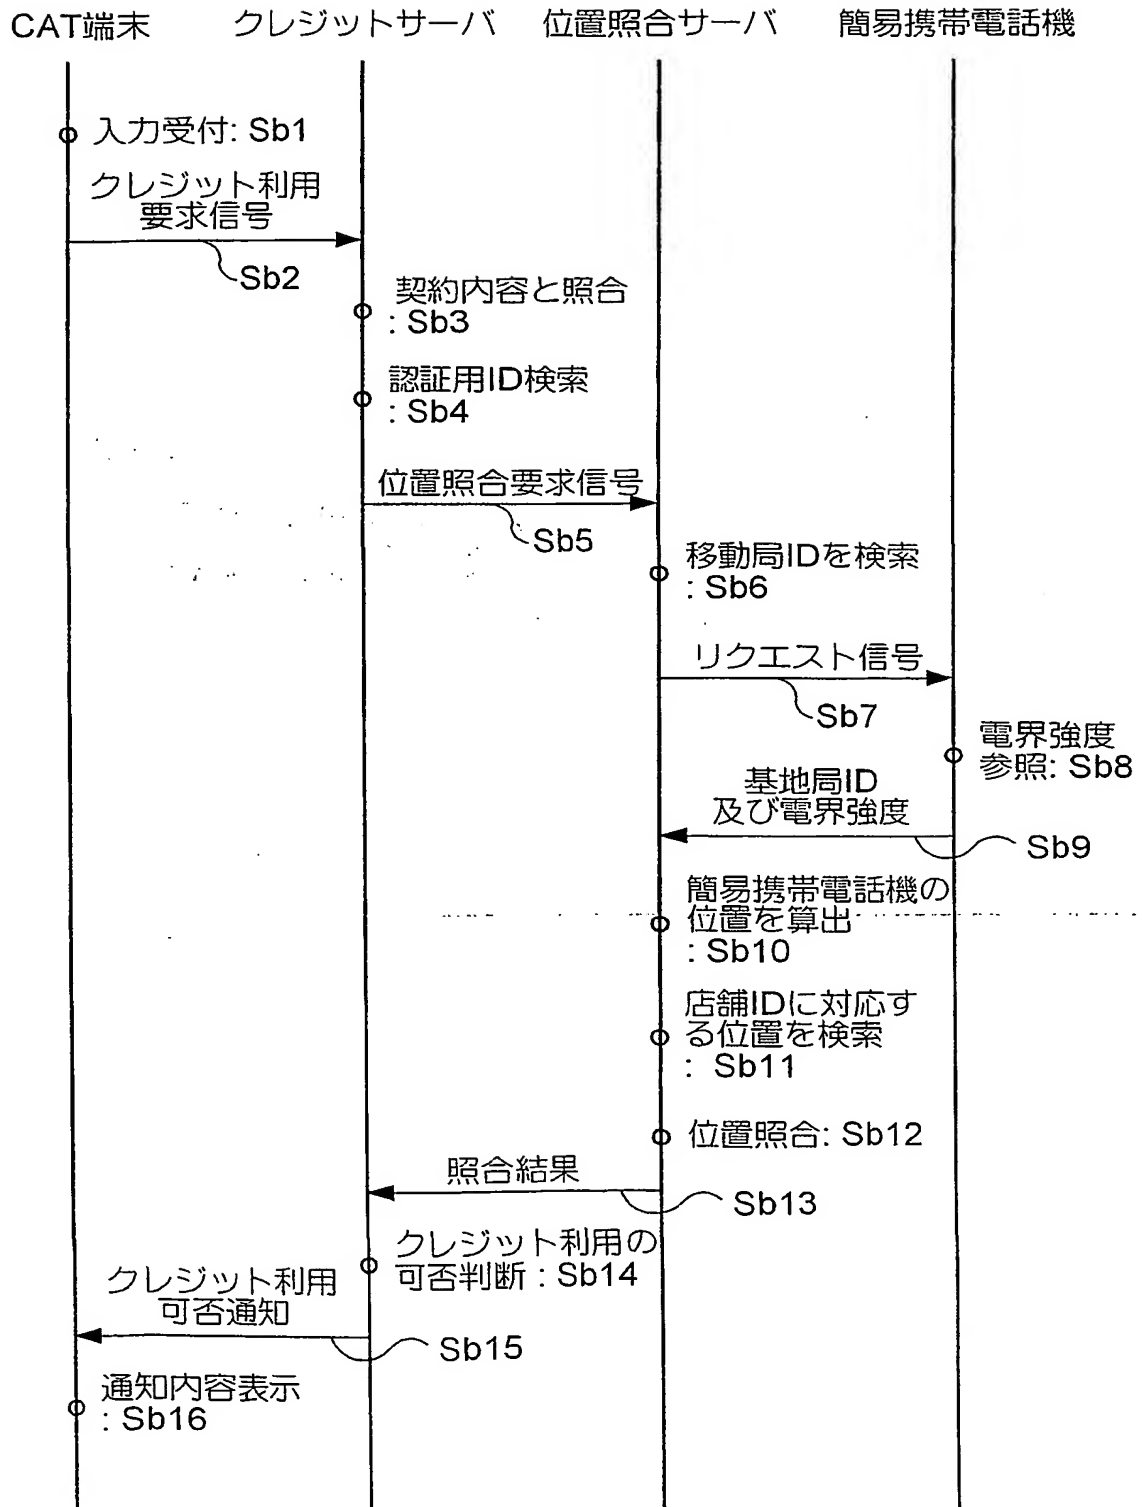 CAT端末 クレジットサーバ 位置照合サーバ 簡易携帯電話機
入力受付: Sb1
クレジット利用
要求信号
Sb2
契約内容と照合
: Sb3
認証用ID検索
: Sb4
位置照合要求信号
Sb5
移動局IDを検索
: Sb6
リクエスト信号
Sb7
電界強度
参照: Sb8
基地局ID
及び電界強度
Sb9
簡易携帯電話機の
位置を算出
: Sb10
店舗IDに対応す
る位置を検索
: Sb11
位置照合: Sb12
照合結果
Sb13
クレジット利用の
可否判断 : Sb14
クレジット利用
可否通知
Sb15
通知内容表示
: Sb16